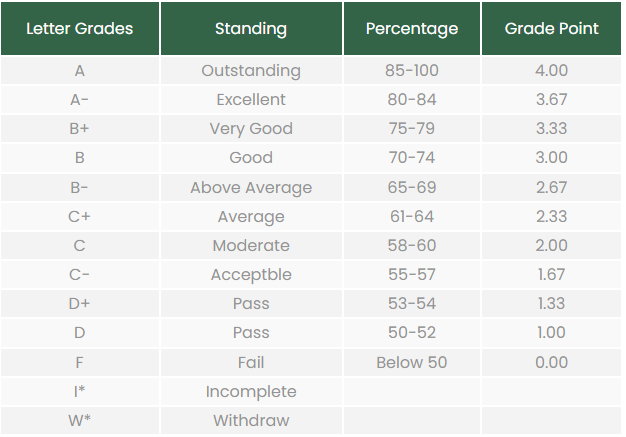 Letter Grades Standing Percentage Grade Point
A Outstanding 85-100 4.00
A- Excellent 80-84 3.67
B+ Very Good 75-79 3.33
B Good 70-74 3.00
B- Above Average 65-69 2.67
C+ Average 61-64 2.33
C Moderate 58-60 2.00
C- Acceptble 55-57 1.67
D+ Pass 53-54 1.33
D Pass 50-52 1.00
F Fail Below 50 0.00
I* Incomplete
W* Withdraw